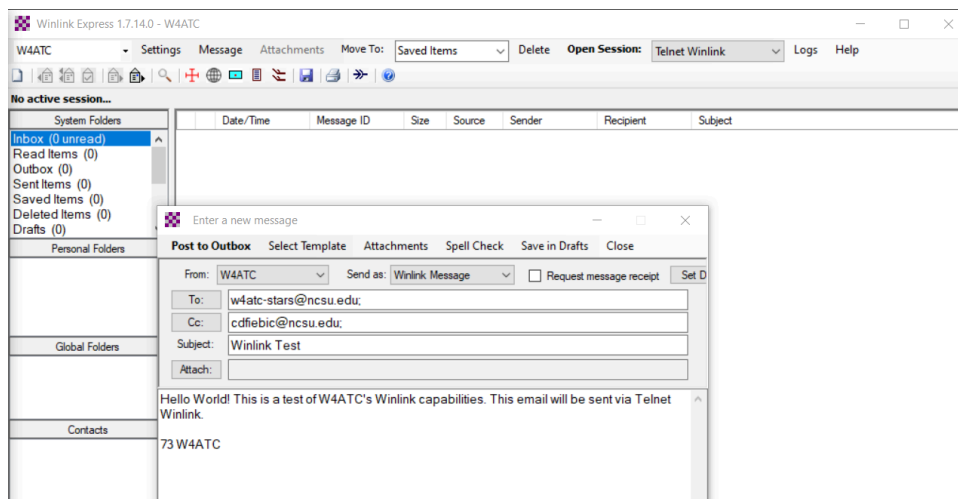 Winlink Express 1.7.14.0 - W4ATC
W4ATC Settings Message Attachments Move To: Saved Items Delete Open Session: Telnet Winlink Logs Help
No active session...
System Folders Date/Time Message ID Size Source Sender Recipient Subject
Inbox (0 unread)
Read Items (0)
Outbox (0)
Sent Items (0)
Saved Items (0)
Deleted Items (0)
Drafts (0)
Personal Folders
Global Folders
Contacts
Enter a new message
Post to Outbox Select Template Attachments Spell Check Save in Drafts Close
From: W4ATC Send as: Winlink Message Request message receipt Set D
To: w4atc-stars@ncsu.edu;
Cc: cdfiebic@ncsu.edu;
Subject: Winlink Test
Attach:
Hello World! This is a test of W4ATC's Winlink capabilities. This email will be sent via Telnet
Winlink.
73 W4ATC